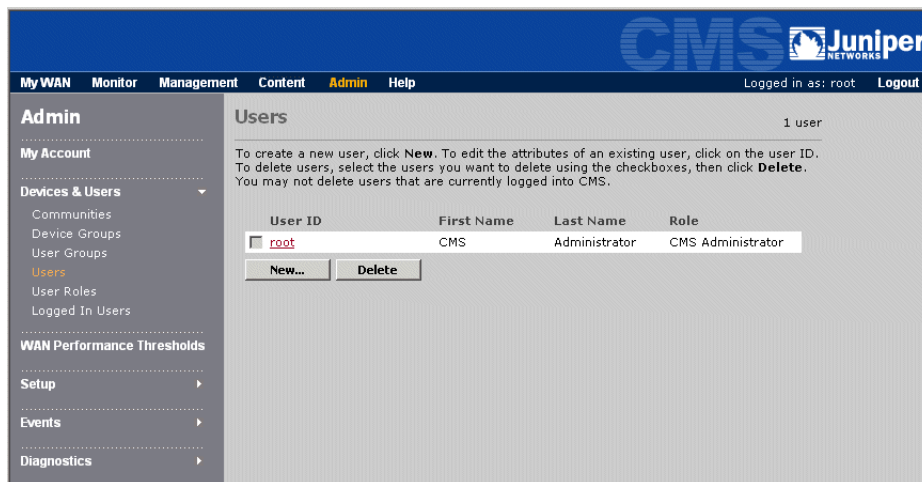 CMS Juniper
NETWORKS
My WAN Monitor Management Content Admin Help Logged in as: root Logout
Admin
My Account
Devices & Users
Communities
Device Groups
User Groups
Users
User Roles
Logged In Users
WAN Performance Thresholds
Setup
Events
Diagnostics
Users
1 user
To create a new user, click New. To edit the attributes of an existing user, click on the user ID.
To delete users, select the users you want to delete using the checkboxes, then click Delete.
You may not delete users that are currently logged into CMS.
User ID First Name Last Name Role
root CMS Administrator CMS Administrator
New... Delete